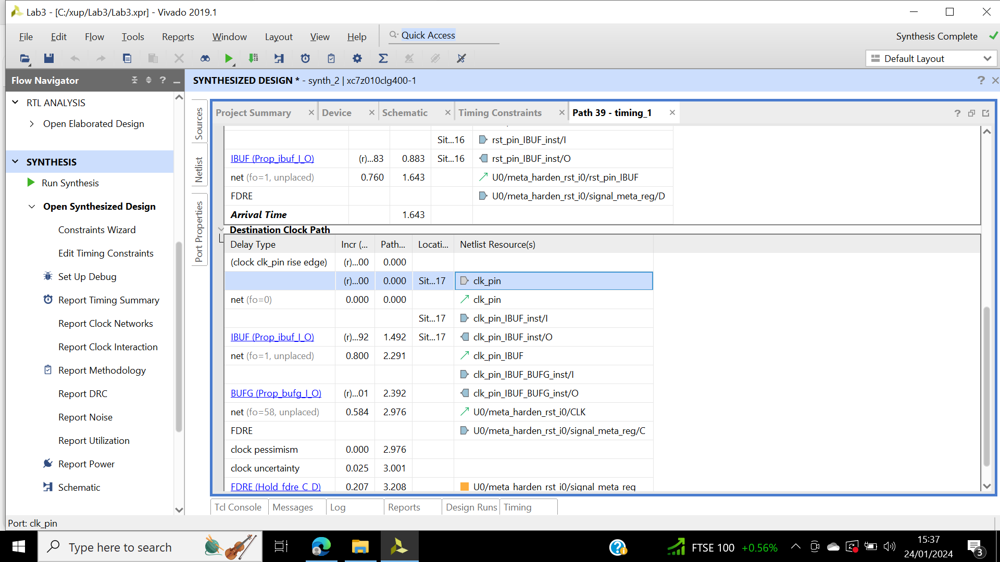 Lab3 - [C:/xup/Lab3/Lab3.xpr] - Vivado 2019.1
File Edit Flow Tools Reports Window Layout View Help Quick Access Synthesis Complete
Default Layout
Flow Navigator ? _
SYNTHESIZED DESIGN * - synth_2 | xc7z010clg400-1 ? ×
RTL ANALYSIS
Open Elaborated Design
SYNTHESIS
Run Synthesis
Open Synthesized Design
Constraints Wizard
Edit Timing Constraints
Set Up Debug
Report Timing Summary
Report Clock Networks
Report Clock Interaction
Report Methodology
Report DRC
Report Noise
Report Utilization
Report Power
Schematic
Sources
Netlist
Port Properties
Project Summary × Device × Schematic × Timing Constraints × Path 39 - timing_1 × ?
Sit...16 rst_pin_IBUF_inst/I
IBUF (Prop_ibuf_I_O) (r)...83 0.883 Sit...16 rst_pin_IBUF_inst/O
net (fo=1, unplaced) 0.760 1.643 U0/meta_harden_rst_i0/rst_pin_IBUF
FDRE U0/meta_harden_rst_i0/signal_meta_reg/D
Arrival Time 1.643
Destination Clock Path
Delay Type Incr (... Path... Locati... Netlist Resource(s)
(clock clk_pin rise edge) (r)...00 0.000
(r)...00 0.000 Sit...17 clk_pin
net (fo=0) 0.000 0.000 clk_pin
Sit...17 clk_pin_IBUF_inst/I
IBUF (Prop_ibuf_I_O) (r)...92 1.492 Sit...17 clk_pin_IBUF_inst/O
net (fo=1, unplaced) 0.800 2.291 clk_pin_IBUF
clk_pin_IBUF_BUFG_inst/I
BUFG (Prop_bufg_I_O) (r)...01 2.392 clk_pin_IBUF_BUFG_inst/O
net (fo=58, unplaced) 0.584 2.976 U0/meta_harden_rst_i0/CLK
FDRE U0/meta_harden_rst_i0/signal_meta_reg/C
clock pessimism 0.000 2.976
clock uncertainty 0.025 3.001
FDRE (Hold_fdre_C_D) 0.207 3.208 U0/meta_harden_rst_i0/signal_meta_reg
Tcl Console Messages Log Reports Design Runs Timing
Port: clk_pin
Type here to search
FTSE 100 +0.56%
15:37
24/01/2024
3